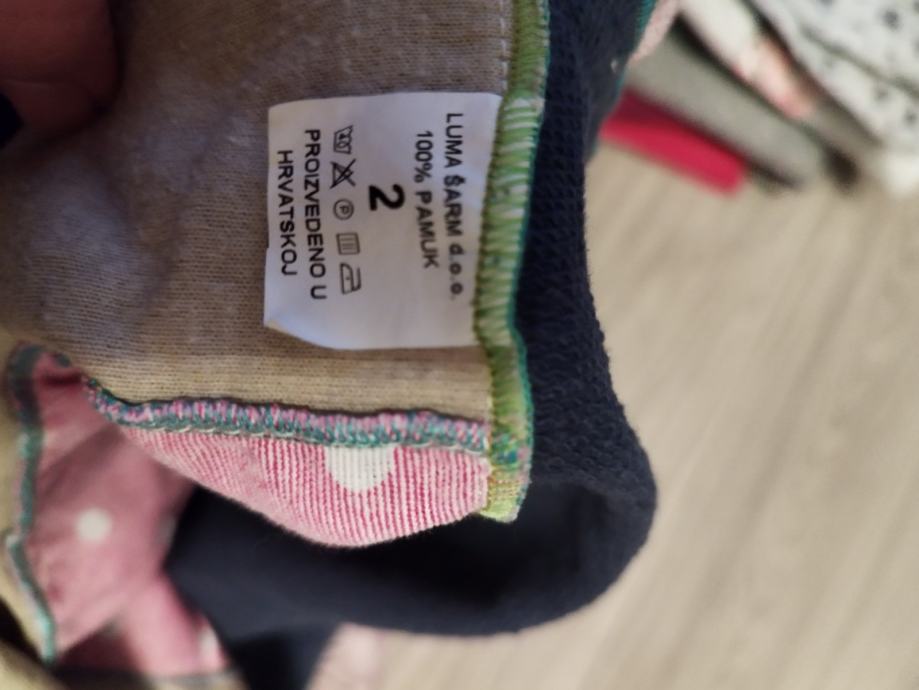 LUMA ŠARM d.o.o.
100% PAMUK
2
P
PROIZVEDENO U
HRVATSKOJ